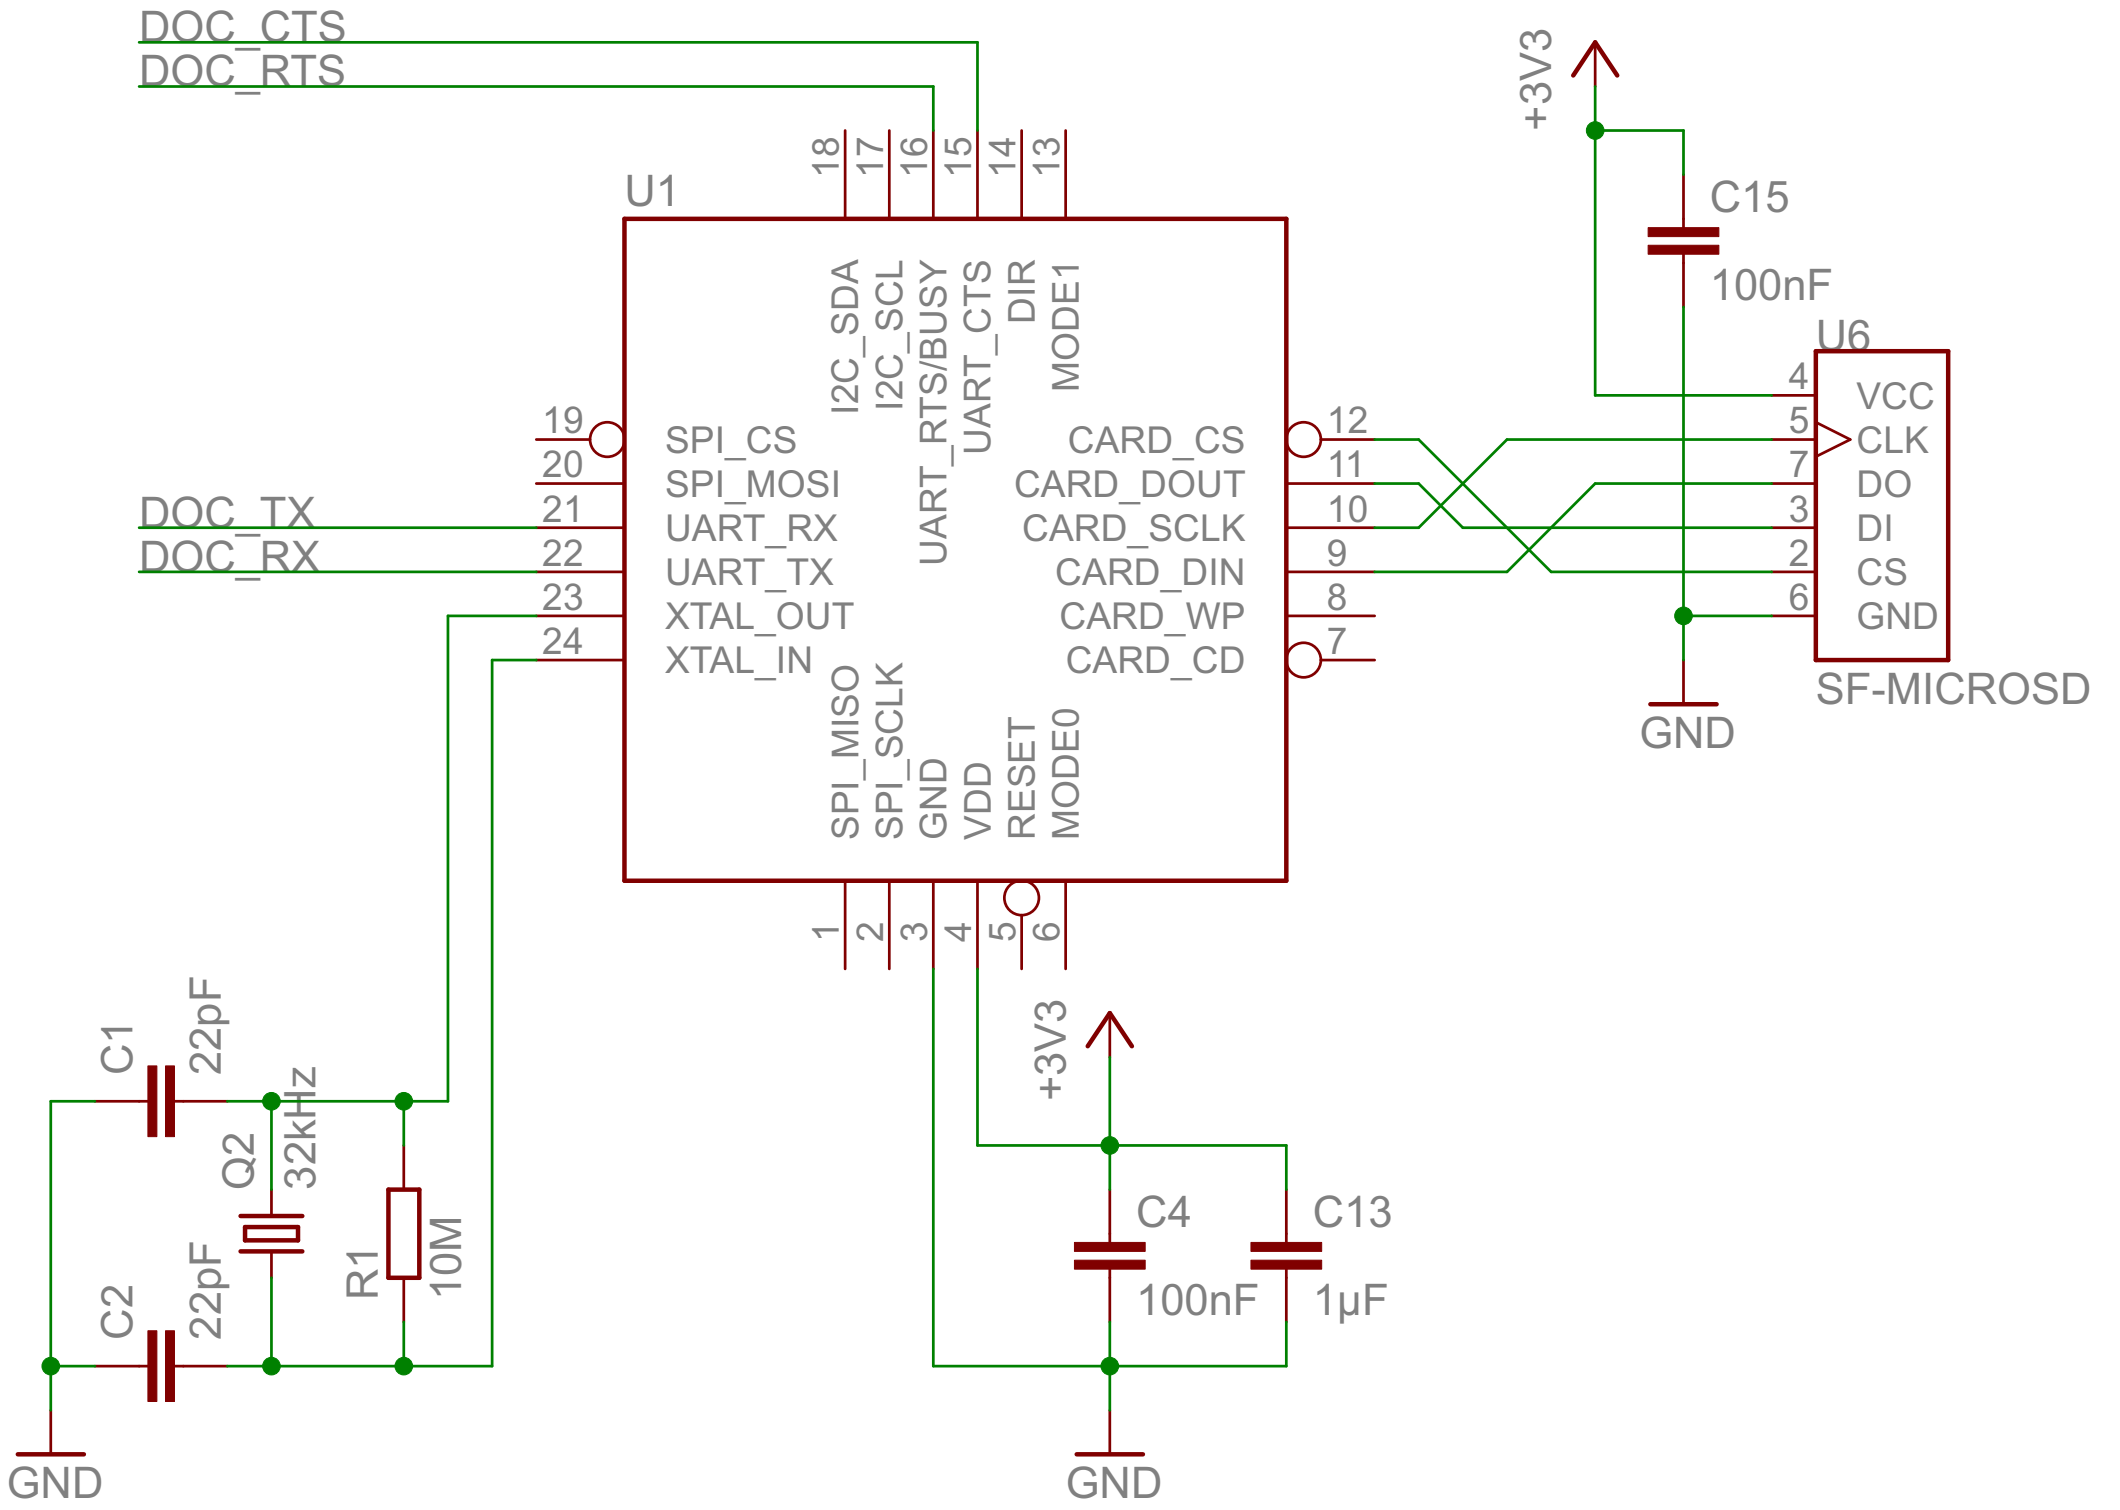 DOC_CTS
DOC_RTS
+3V3
C15
100nF
U1
18
17
16
15
14
13
I2C_SDA
I2C_SCL
UART_RTS/BUSY
UART_CTS
DIR
MODE1
U6
4 VCC
5 CLK
7 DO
3 DI
2 CS
6 GND
SF-MICROSD
GND
19 SPI_CS
20 SPI_MOSI
DOC_TX
21 UART_RX
DOC_RX
22 UART_TX
23 XTAL_OUT
24 XTAL_IN
CARD_CS 12
CARD_DOUT 11
CARD_SCLK 10
CARD_DIN 9
CARD_WP 8
CARD_CD 7
SPI_MISO
SPI_SCLK
GND
VDD
RESET
MODE0
1
2
3
4
5
6
C1
22pF
Q2
32kHz
R1
10M
C2
22pF
GND
+3V3
C4
100nF
C13
1µF
GND